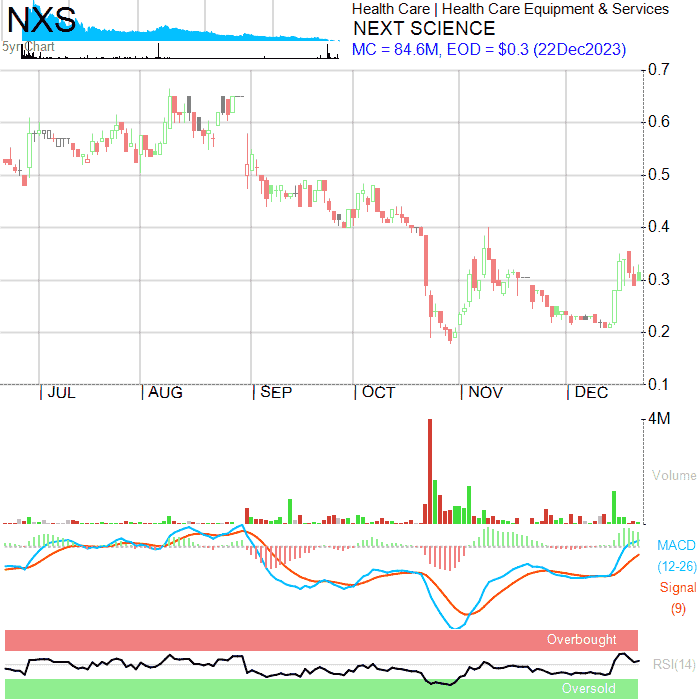 NXS
5yr Chart
Health Care | Health Care Equipment & Services
NEXT SCIENCE
MC = 84.6M, EOD = $0.3 (22Dec2023)
0.7
0.6
0.5
0.4
0.3
0.2
0.1
JUL AUG SEP OCT NOV DEC
4M
Volume
MACD
(12-26)
Signal
(9)
Overbought
RSI(14)
Oversold